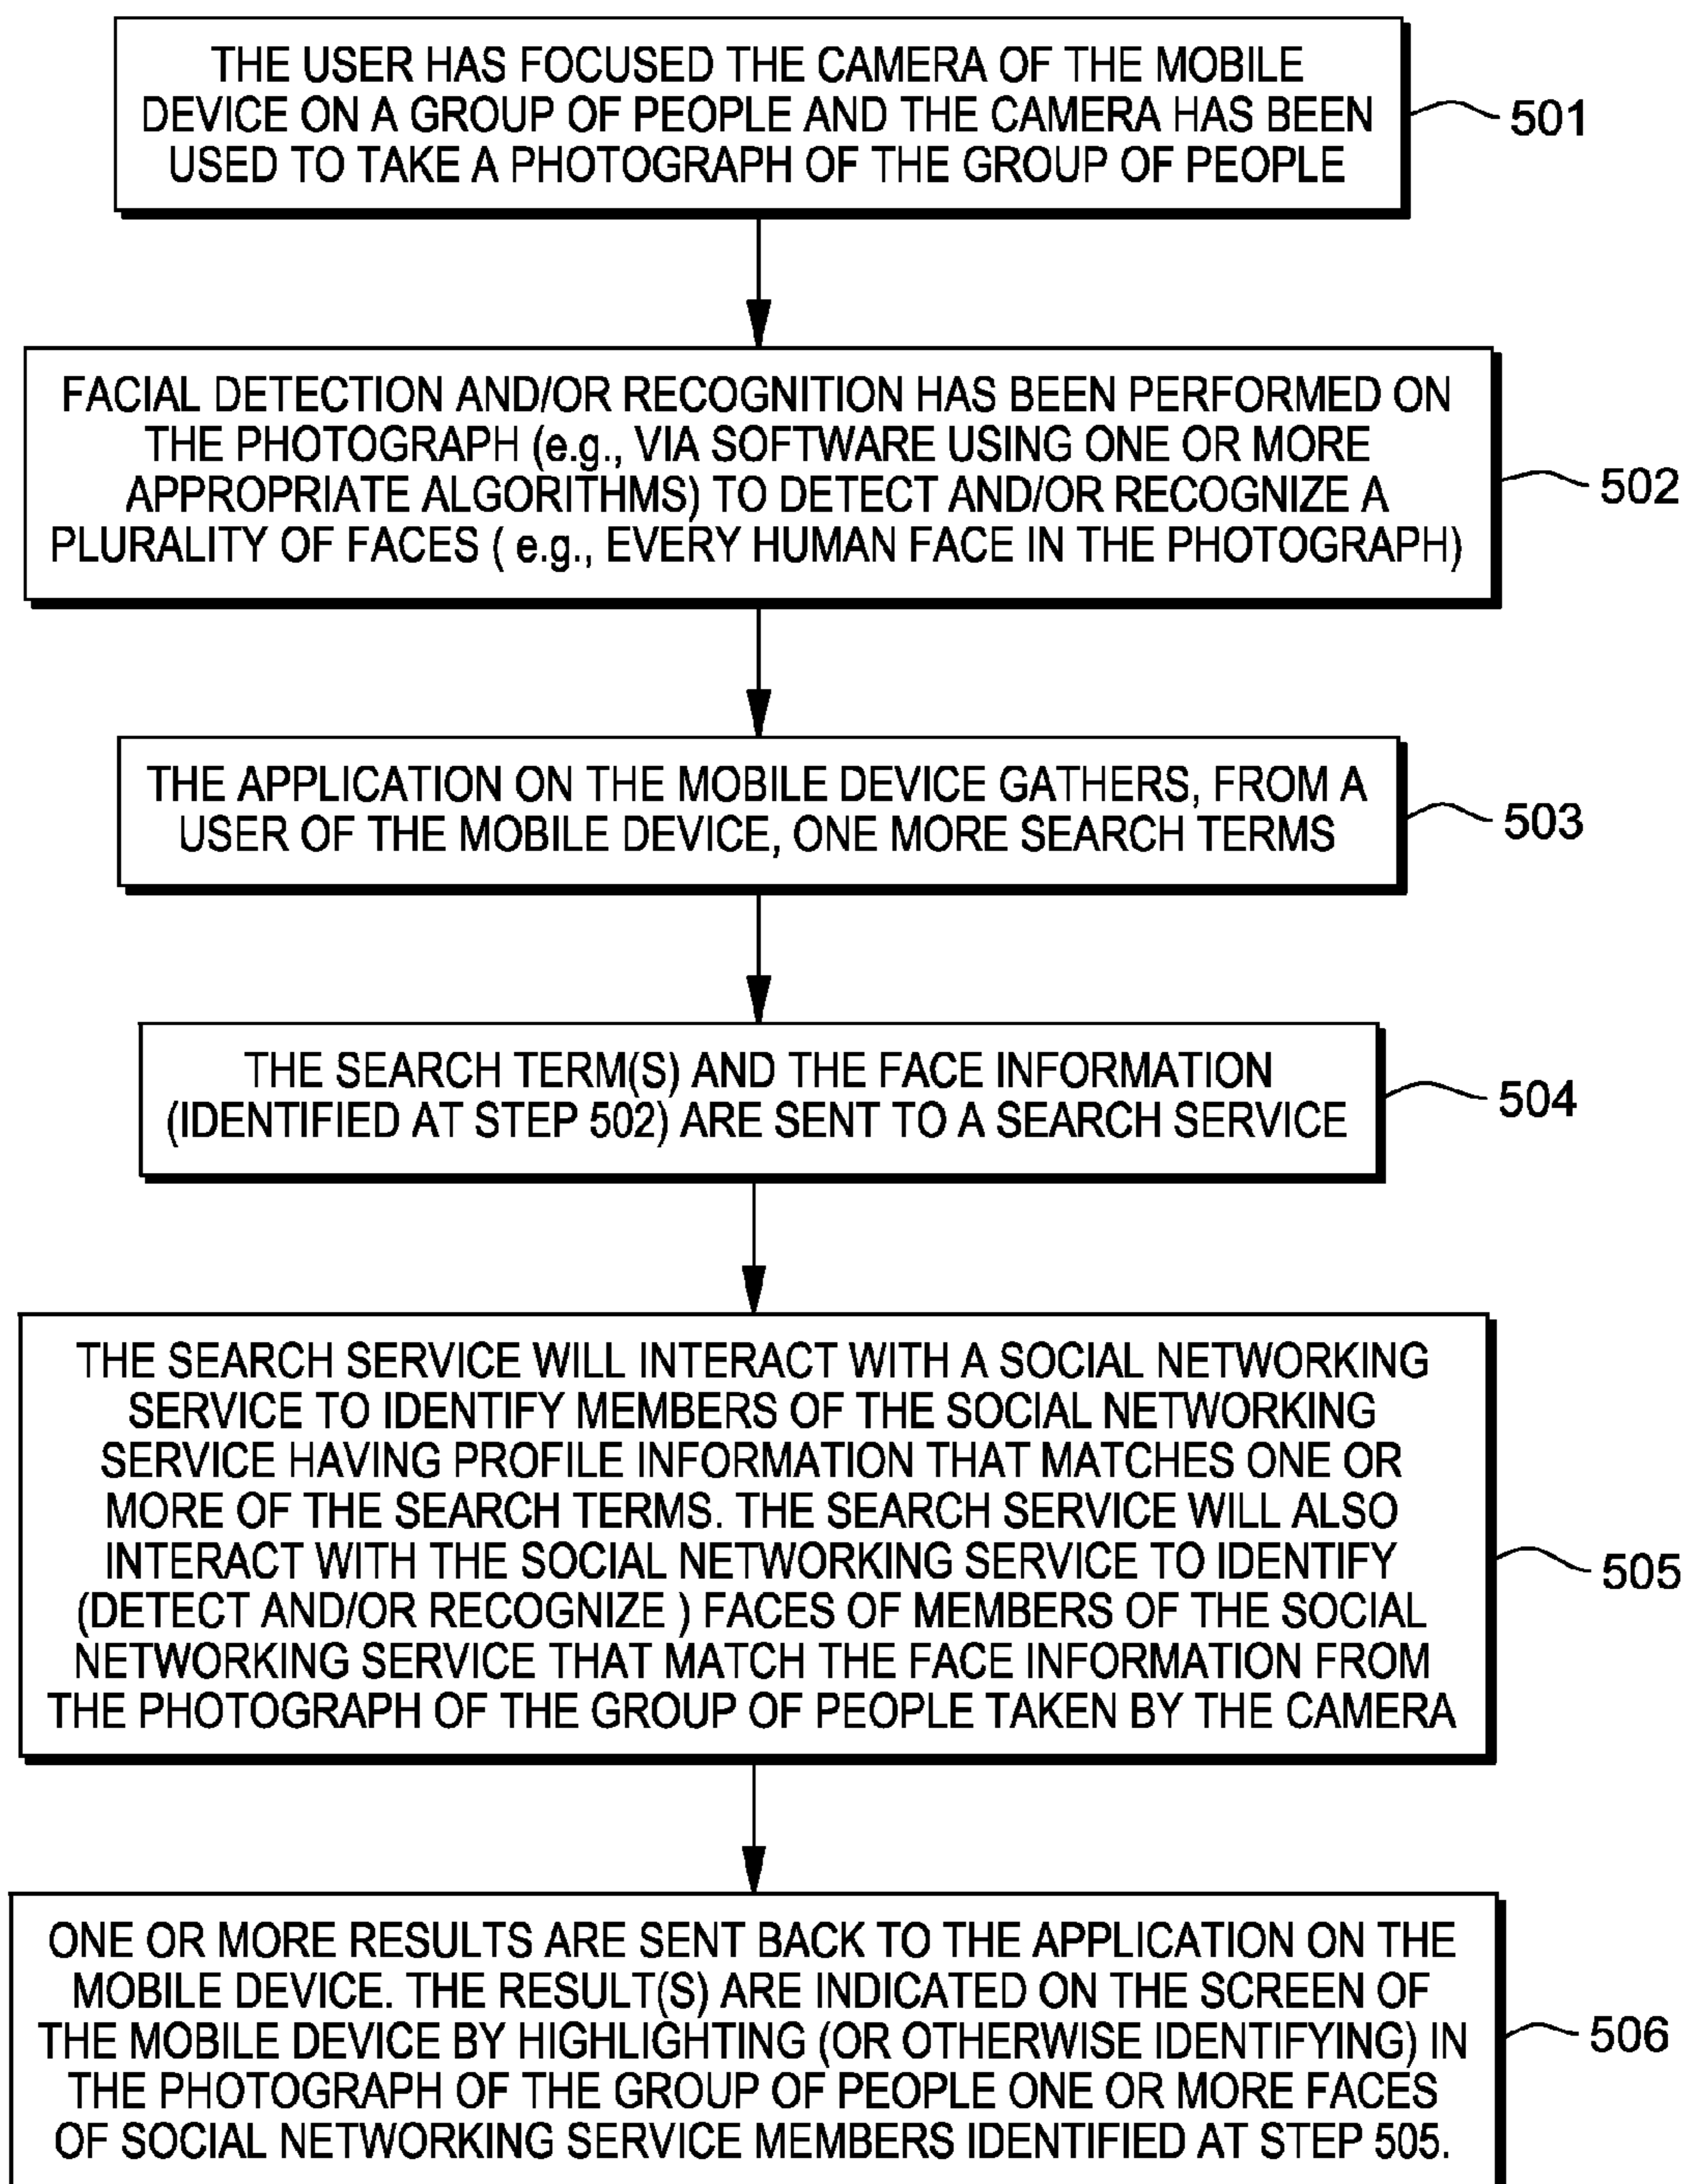 THE USER HAS FOCUSED THE CAMERA OF THE MOBILE
DEVICE ON A GROUP OF PEOPLE AND THE CAMERA HAS BEEN
USED TO TAKE A PHOTOGRAPH OF THE GROUP OF PEOPLE
501
FACIAL DETECTION AND/OR RECOGNITION HAS BEEN PERFORMED ON
THE PHOTOGRAPH (e.g., VIA SOFTWARE USING ONE OR MORE
APPROPRIATE ALGORITHMS) TO DETECT AND/OR RECOGNIZE A
PLURALITY OF FACES ( e.g., EVERY HUMAN FACE IN THE PHOTOGRAPH)
502
THE APPLICATION ON THE MOBILE DEVICE GATHERS, FROM A
USER OF THE MOBILE DEVICE, ONE MORE SEARCH TERMS
503
THE SEARCH TERM(S) AND THE FACE INFORMATION
(IDENTIFIED AT STEP 502) ARE SENT TO A SEARCH SERVICE
504
THE SEARCH SERVICE WILL INTERACT WITH A SOCIAL NETWORKING
SERVICE TO IDENTIFY MEMBERS OF THE SOCIAL NETWORKING
SERVICE HAVING PROFILE INFORMATION THAT MATCHES ONE OR
MORE OF THE SEARCH TERMS. THE SEARCH SERVICE WILL ALSO
INTERACT WITH THE SOCIAL NETWORKING SERVICE TO IDENTIFY
(DETECT AND/OR RECOGNIZE ) FACES OF MEMBERS OF THE SOCIAL
NETWORKING SERVICE THAT MATCH THE FACE INFORMATION FROM
THE PHOTOGRAPH OF THE GROUP OF PEOPLE TAKEN BY THE CAMERA
505
ONE OR MORE RESULTS ARE SENT BACK TO THE APPLICATION ON THE
MOBILE DEVICE. THE RESULT(S) ARE INDICATED ON THE SCREEN OF
THE MOBILE DEVICE BY HIGHLIGHTING (OR OTHERWISE IDENTIFYING) IN
THE PHOTOGRAPH OF THE GROUP OF PEOPLE ONE OR MORE FACES
OF SOCIAL NETWORKING SERVICE MEMBERS IDENTIFIED AT STEP 505.
506